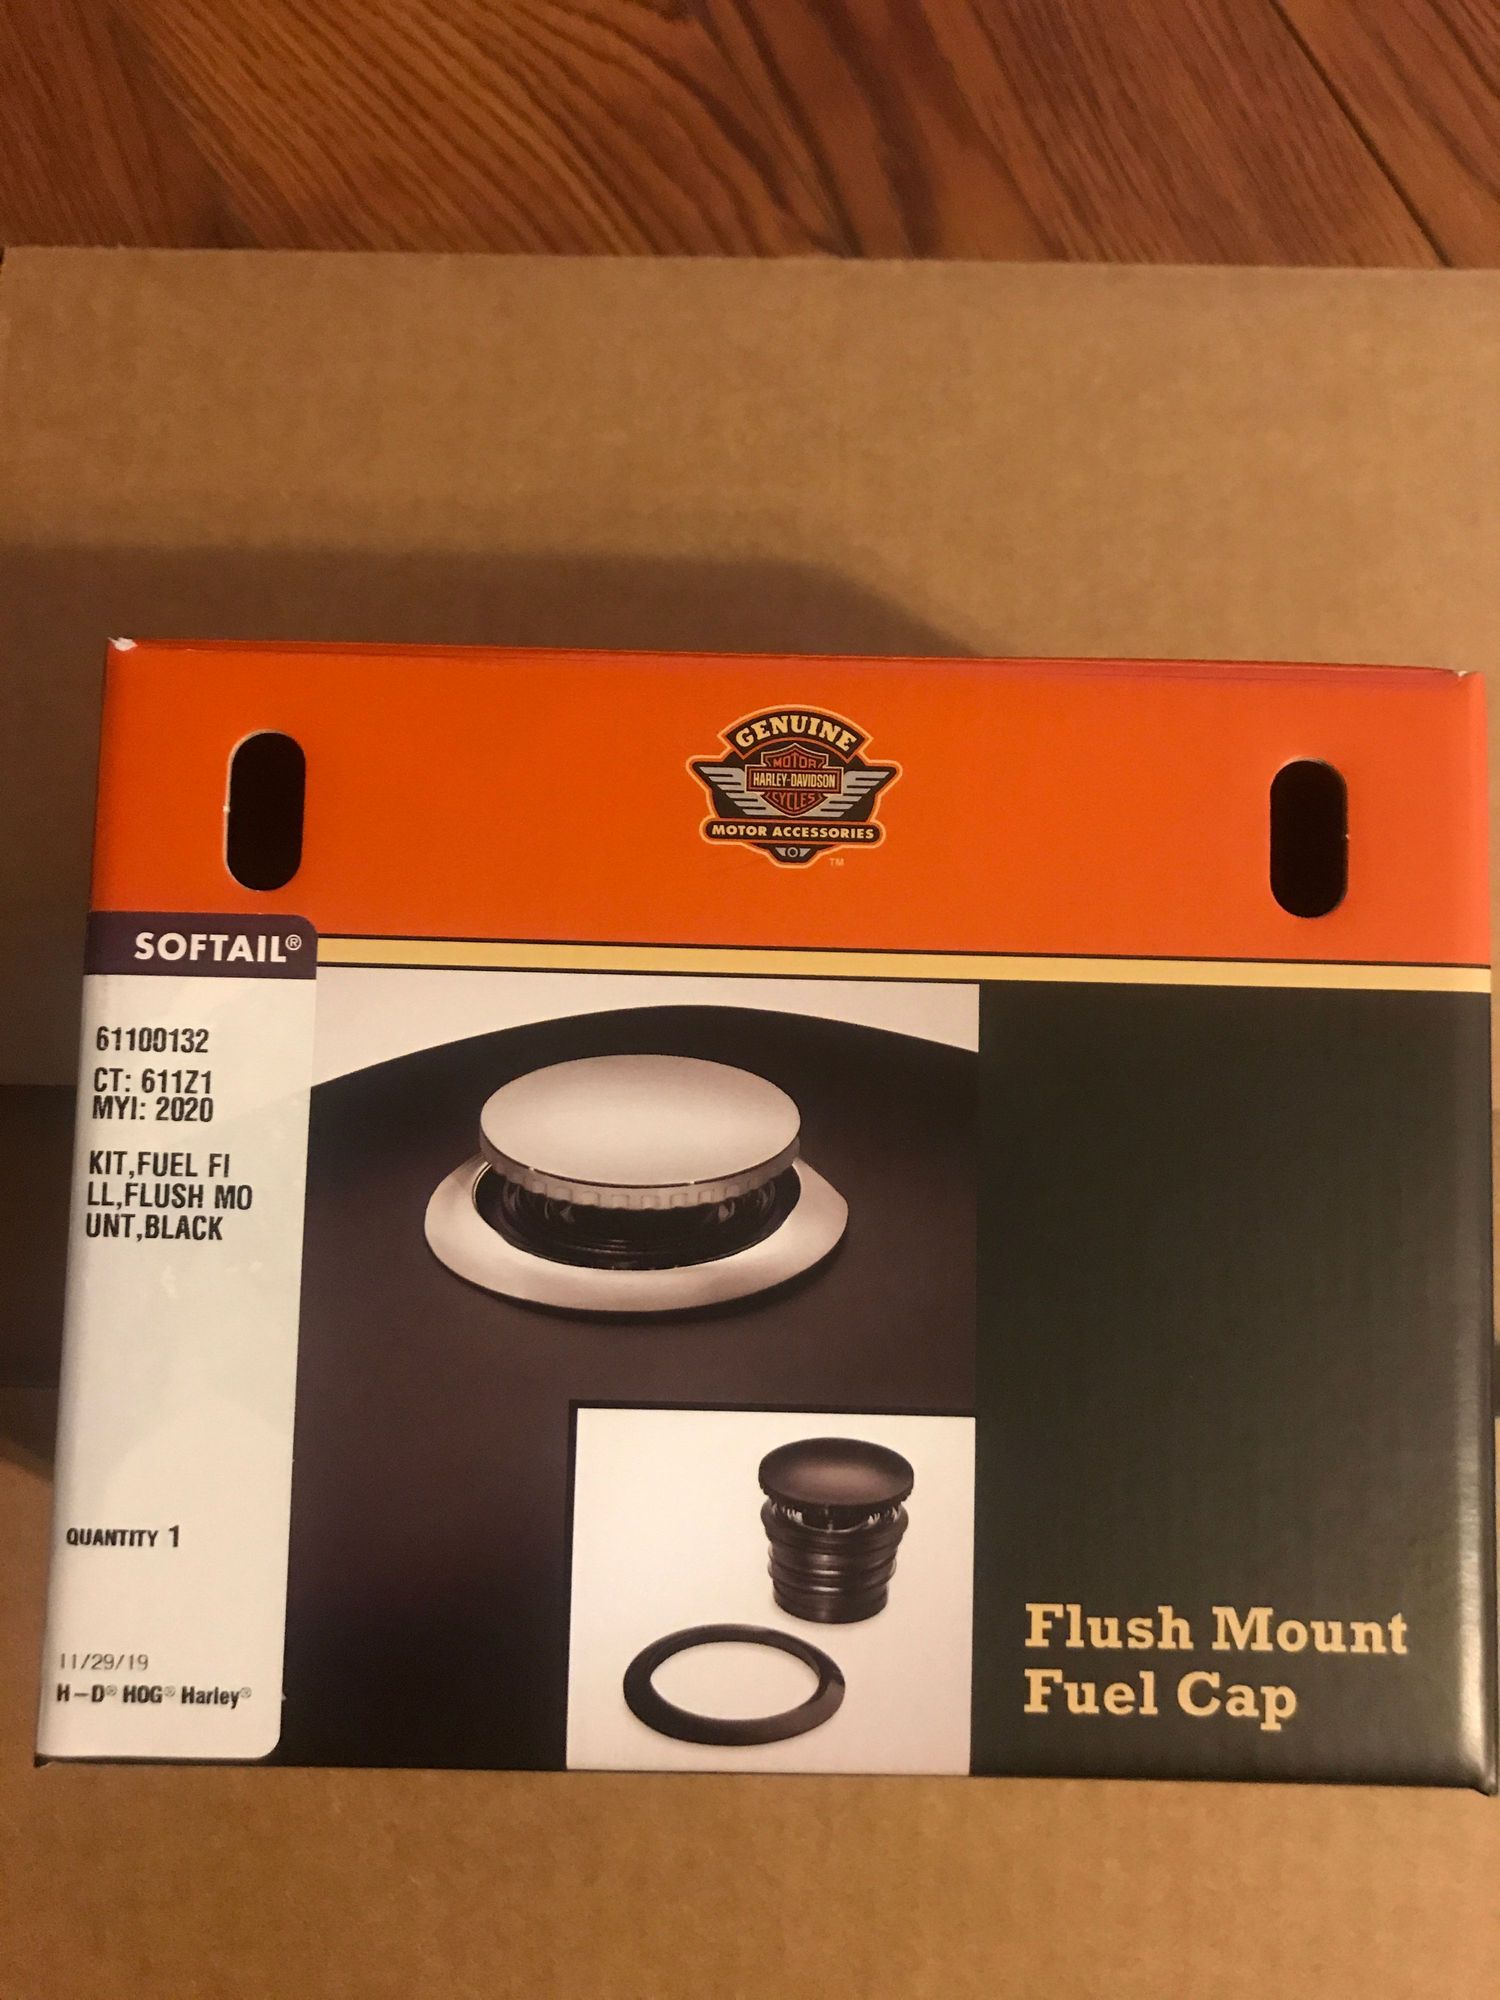 GENUINE
MOTOR
HARLEY-DAVIDSON
CYCLES
MOTOR ACCESSORIES
TM
SOFTAIL®
61100132
CT: 611Z1
MYI: 2020
KIT,FUEL FI
LL,FLUSH MO
UNT,BLACK
QUANTITY 1
11/29/19
H-D® HOG® Harley®
Flush Mount
Fuel Cap